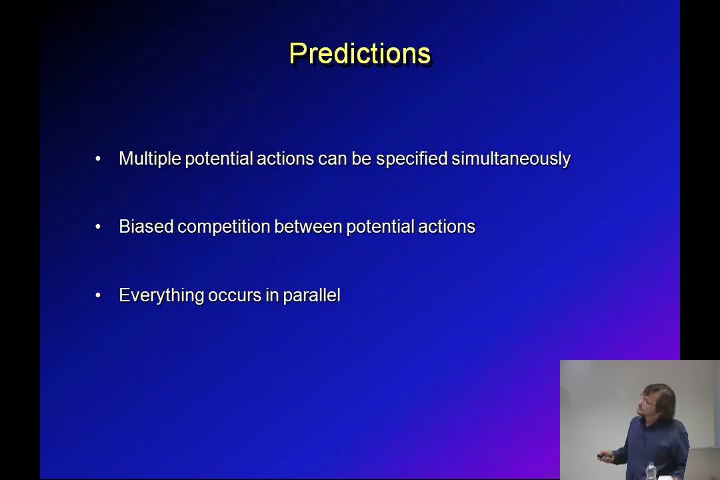 Predictions
• Multiple potential actions can be specified simultaneously
• Biased competition between potential actions
• Everything occurs in parallel